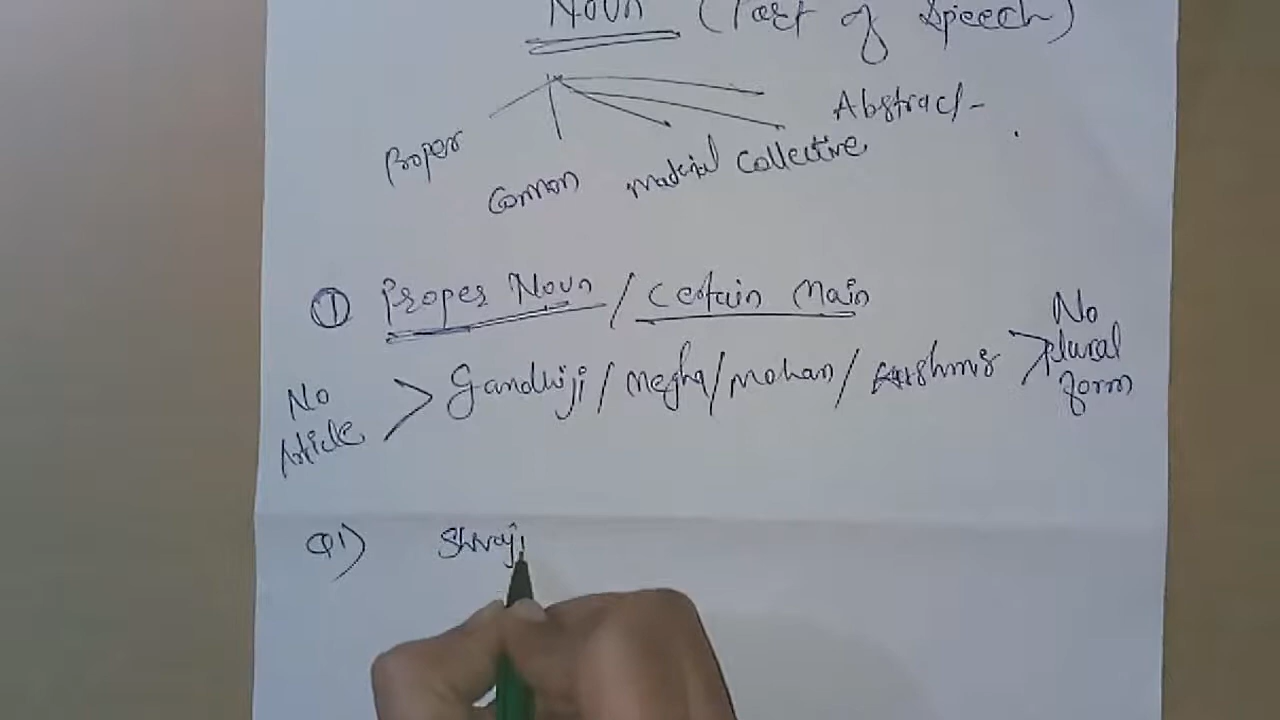 Noun (Part of Speech)
Proper Common Material Collective Abstract
① Proper Noun / Certain Main
No Article > Gandhiji / Megha / Mohan / > No plural form
Q1) Shivaji